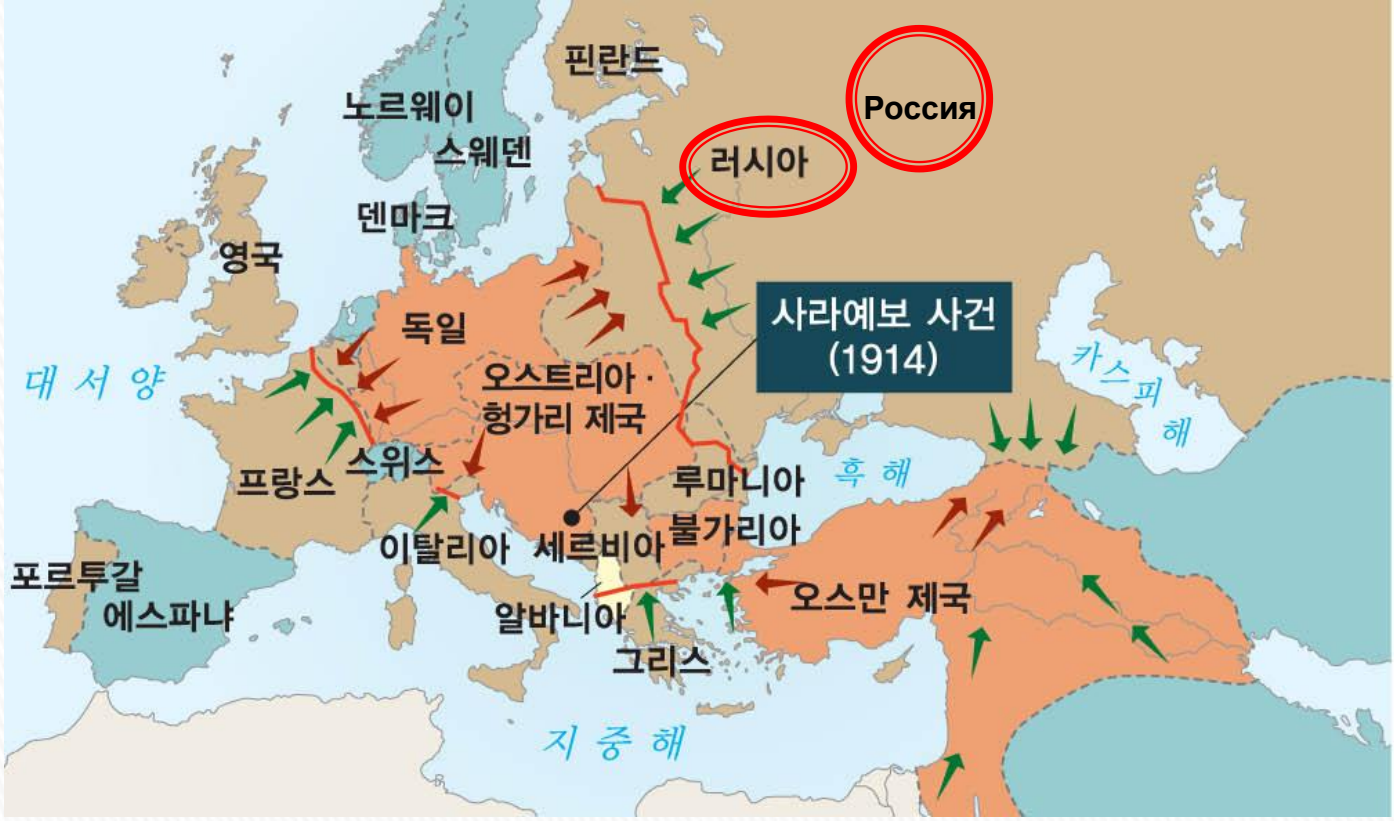 핀란드
Россия
노르웨이
스웨덴
러시아
덴마크
영국
독일
사라예보 사건
(1914)
대 서 양
오스트리아 ·
헝가리 제국
카스피
해
프랑스
스위스
루마니아
흑 해
이탈리아
세르비아
불가리아
포르투갈
에스파냐
알바니아
오스만 제국
그리스
지 중 해